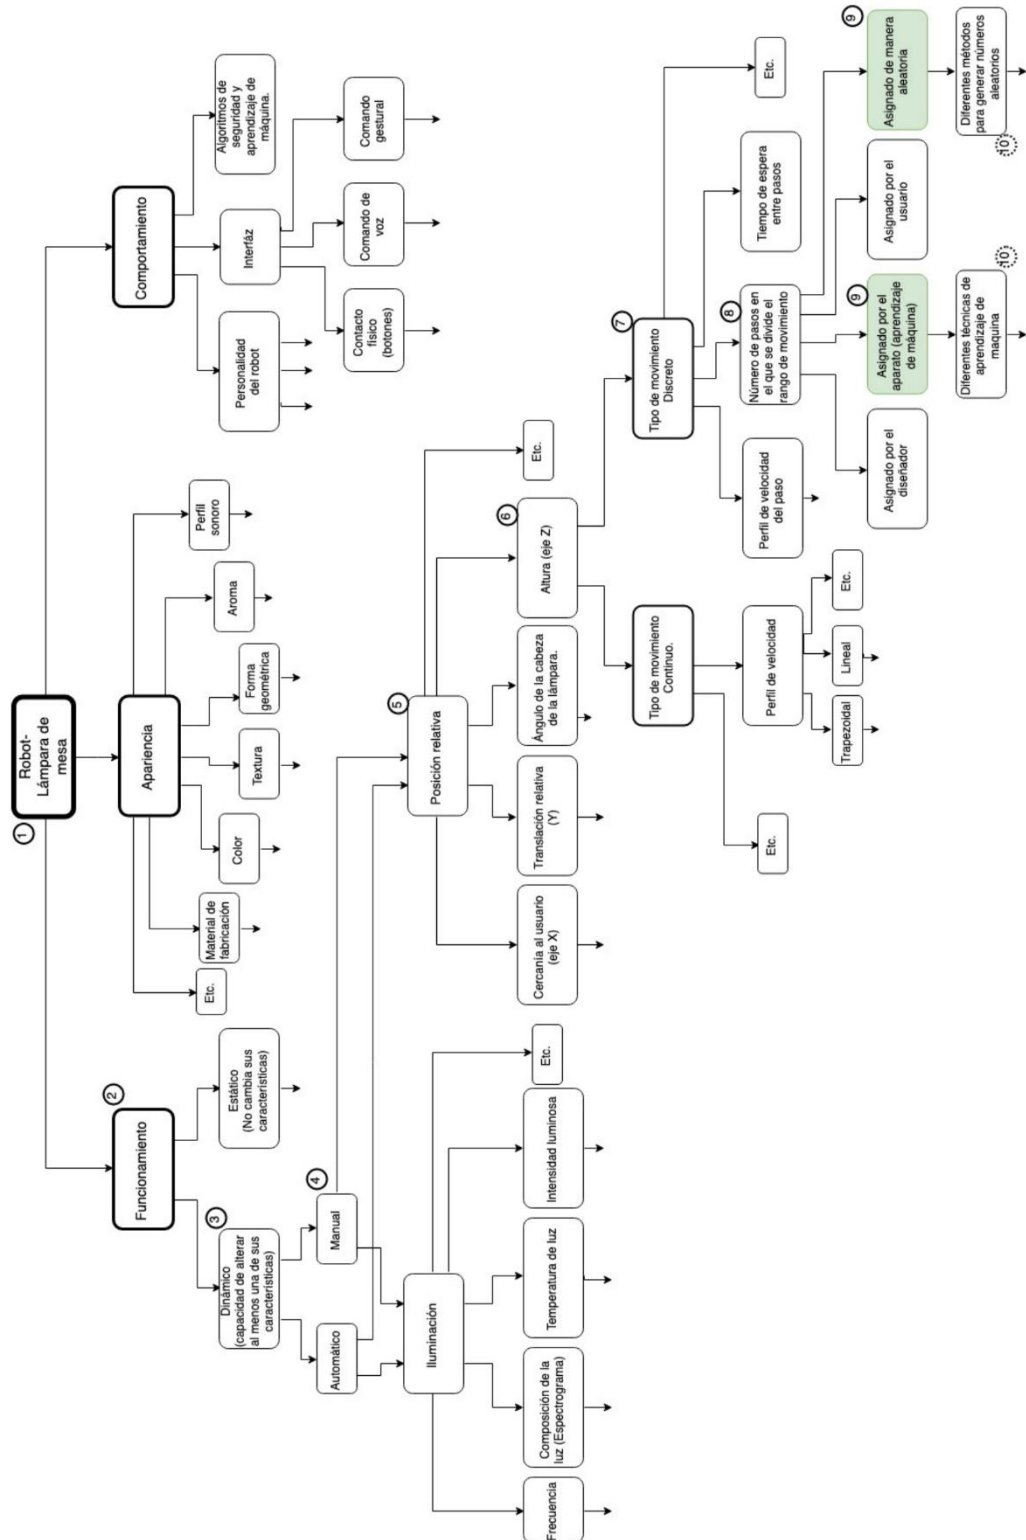 1
Robot-
Lámpara de
mesa
2
Funcionamiento
Apariencia
Comportamiento
3
Dinámico
(capacidad de alterar
al menos una de sus
características)
Estático
(No cambia sus
características)
Etc.
Material de
fabricación
Color
Textura
Forma
geométrica
Aroma
Perfil
sonoro
Personalidad
del robot
Interfáz
Algoritmos de
seguridad y
aprendizaje de
máquina.
Automático
Manual
4
Contacto
físico
(botones)
Comando de
voz
Comando
gestural
Iluminación
5
Posición relativa
Frecuencia
Composición de la
luz (Espectrograma)
Temperatura de luz
Intensidad luminosa
Etc.
Cercanía al usuario
(eje X)
Translación relativa
(Y)
Ángulo de la cabeza
de la lámpara.
6
Altura (eje Z)
Etc.
Tipo de movimiento
Continuo.
7
Tipo de movimiento
Discreto
Etc.
Perfil de velocidad
Perfil de velocidad
del paso
8
Número de pasos en
el que se divide el
rango de movimiento
Tiempo de espera
entre pasos
Etc.
Trapezoidal
Lineal
Etc.
Asignado por el
diseñador
9
Asignado por el
aparato (aprendizaje
de máquina)
Asignado por el
usuario
9
Asignado de manera
aleatoria
Diferentes técnicas de
aprendizaje de
maquina
10
Diferentes métodos
para generar números
aleatorios
10